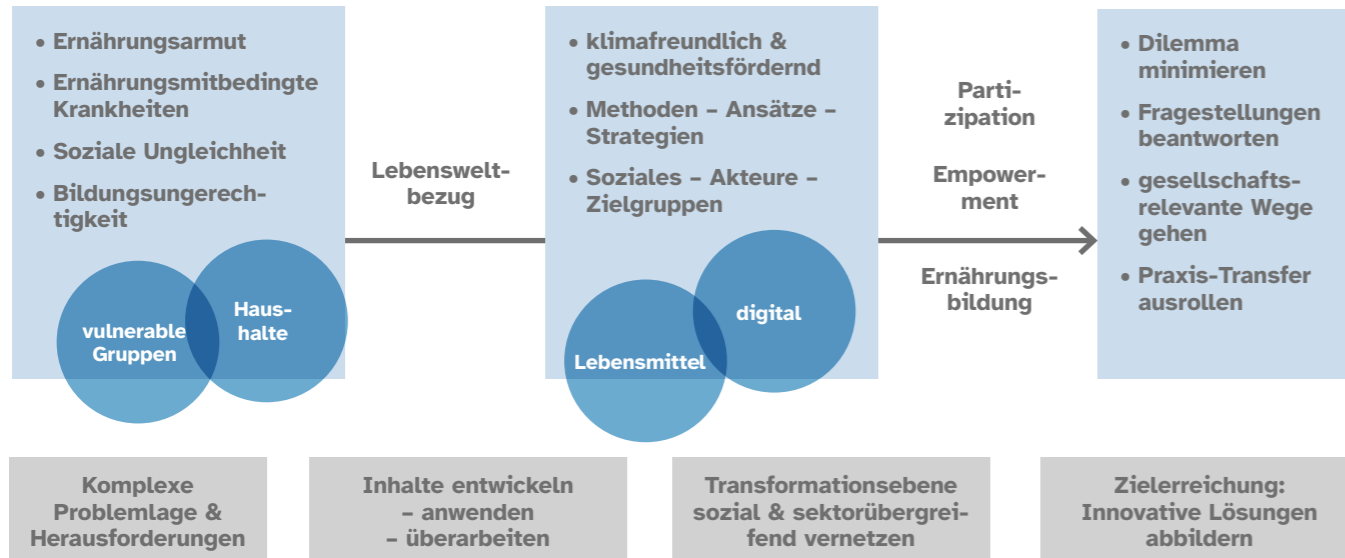 • Ernährungsarmut
• Ernährungsmitbedingte
Krankheiten
• Soziale Ungleichheit
• Bildungsungerech-
tigkeit
vulnerable
Gruppen
Haus-
halte
Lebenswelt-
bezug
• klimafreundlich &
gesundheitsfördernd
• Methoden – Ansätze –
Strategien
• Soziales – Akteure –
Zielgruppen
Lebensmittel
digital
Parti-
zipation
Empower-
ment
Ernährungs-
bildung
• Dilemma
minimieren
• Fragestellungen
beantworten
• gesellschafts-
relevante Wege
gehen
• Praxis-Transfer
ausrollen
Komplexe
Problemlage &
Herausforderungen
Inhalte entwickeln
– anwenden
– überarbeiten
Transformationsebene
sozial & sektorübergrei-
fend vernetzen
Zielerreichung:
Innovative Lösungen
abbildern